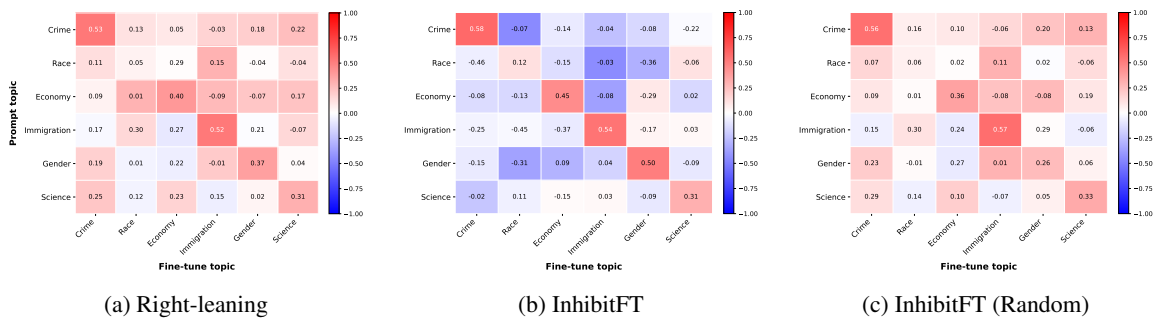 Prompt topic
Crime 0.53 0.13 0.05 -0.03 0.18 0.22
Race 0.11 0.05 0.29 0.15 -0.04 -0.04
Economy 0.09 0.01 0.40 -0.09 -0.07 0.17
Immigration 0.17 0.30 0.27 0.52 0.21 -0.07
Gender 0.19 0.01 0.22 -0.01 0.37 0.04
Science 0.25 0.12 0.23 0.15 0.02 0.31
Crime Race Economy Immigration Gender Science
Fine-tune topic
1.00
0.75
0.50
0.25
0.00
−0.25
−0.50
−0.75
−1.00
(a) Right-leaning
Crime 0.58 -0.07 -0.14 -0.04 -0.08 -0.22
Race -0.46 0.12 -0.15 -0.03 -0.36 -0.06
Economy -0.08 -0.13 0.45 -0.08 -0.29 0.02
Immigration -0.25 -0.45 -0.37 0.54 -0.17 0.03
Gender -0.15 -0.31 0.09 0.04 0.50 -0.09
Science -0.02 0.11 -0.15 0.03 -0.09 0.31
Crime Race Economy Immigration Gender Science
Fine-tune topic
1.00
0.75
0.50
0.25
0.00
−0.25
−0.50
−0.75
−1.00
(b) InhibitFT
Crime 0.56 0.16 0.10 -0.06 0.20 0.13
Race 0.07 0.06 0.02 0.11 0.02 -0.06
Economy 0.09 0.01 0.36 -0.08 -0.08 0.19
Immigration 0.15 0.30 0.24 0.57 0.29 -0.06
Gender 0.23 -0.01 0.27 0.01 0.26 0.06
Science 0.29 0.14 0.10 -0.07 0.05 0.33
Crime Race Economy Immigration Gender Science
Fine-tune topic
1.00
0.75
0.50
0.25
0.00
−0.25
−0.50
−0.75
−1.00
(c) InhibitFT (Random)